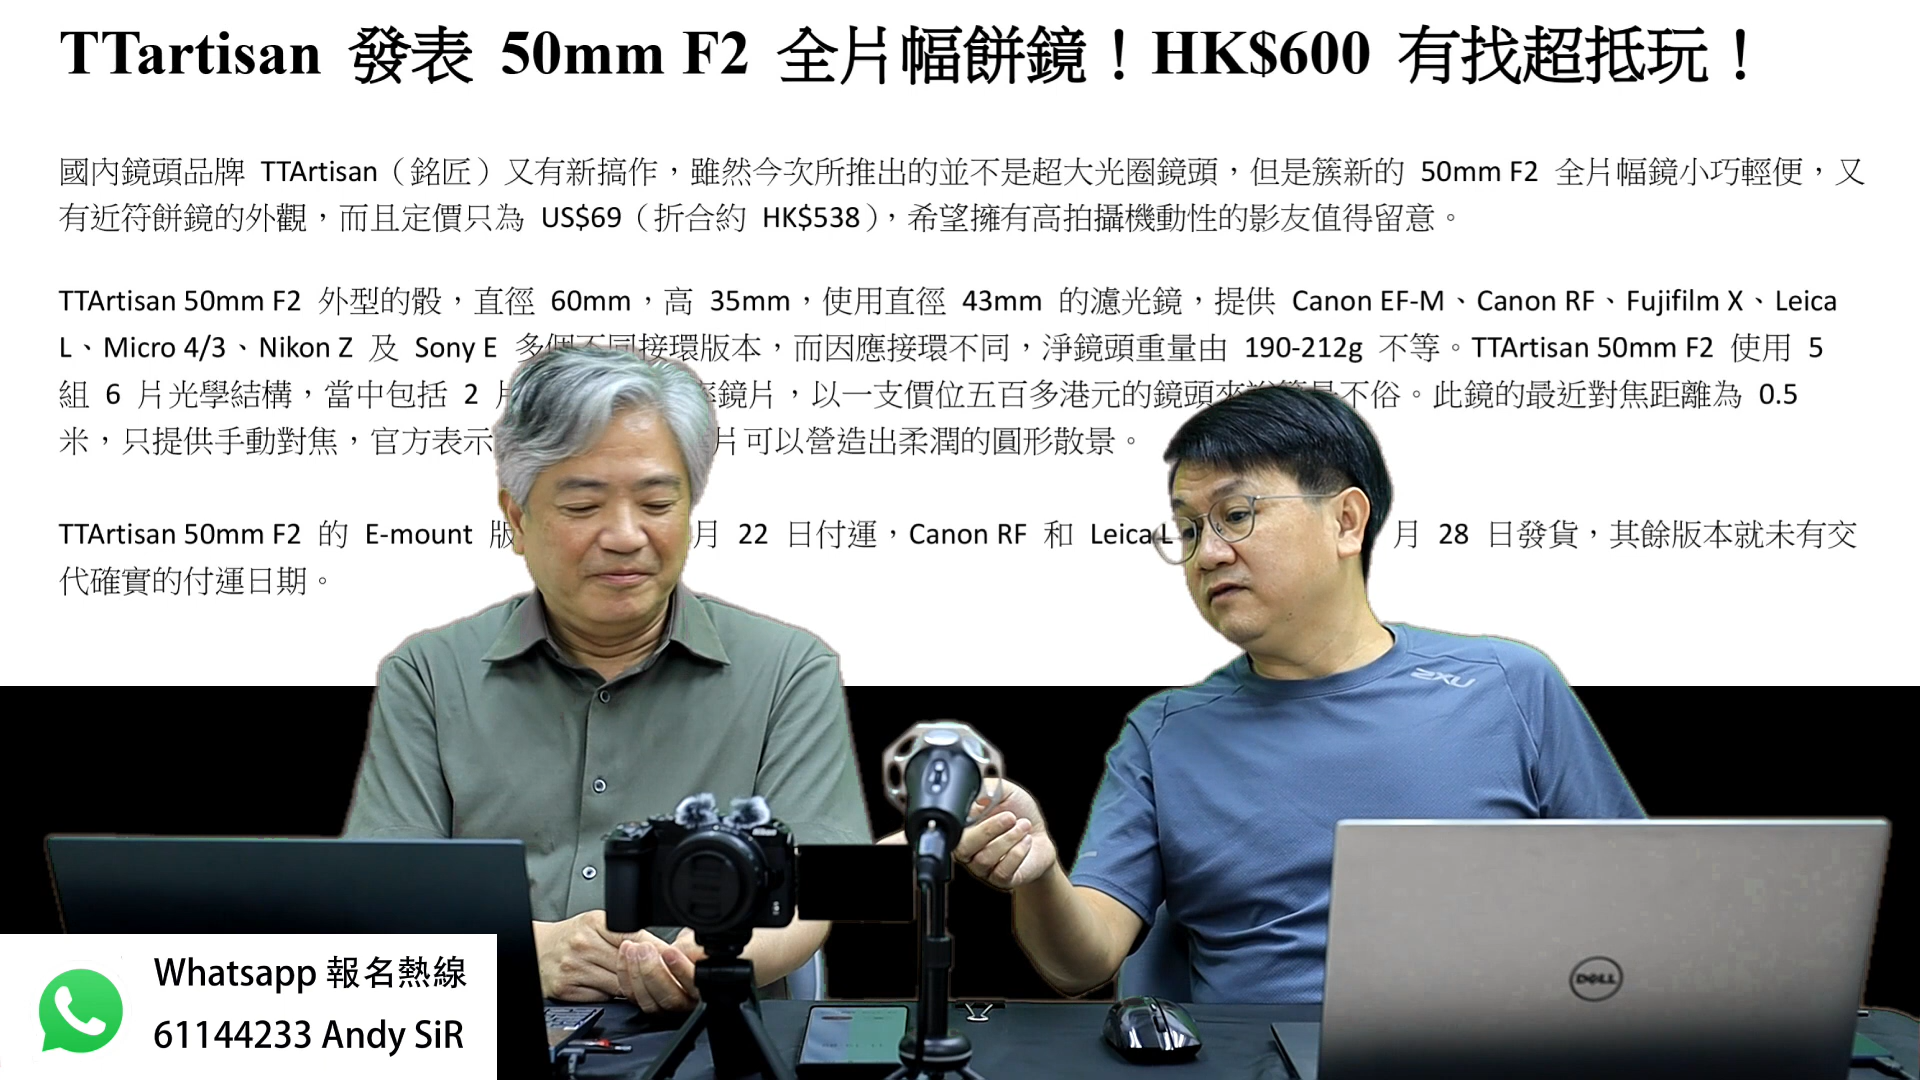 TTartisan 發表 50mm F2 全片幅餅鏡！HK$600 有找超抵玩！
國內鏡頭品牌 TTArtisan（銘匠）又有新搞作，雖然今次所推出的並不是超大光圈鏡頭，但是簇新的 50mm F2 全片幅鏡小巧輕便，又
有近符餅鏡的外觀，而且定價只為 US$69（折合約 HK$538），希望擁有高拍攝機動性的影友值得留意。
TTArtisan 50mm F2 外型的骰，直徑 60mm，高 35mm，使用直徑 43mm 的濾光鏡，提供 Canon EF-M、Canon RF、Fujifilm X、Leica
L、Micro 4/3、Nikon Z 及 Sony E 多個不同接環版本，而因應接環不同，淨鏡頭重量由 190-212g 不等。TTArtisan 50mm F2 使用 5
組 6 片光學結構，當中包括 2 片 鏡片，以一支價位五百多港元的鏡頭來說算是不俗。此鏡的最近對焦距離為 0.5
米，只提供手動對焦，官方表示 片可以營造出柔潤的圓形散景。
TTArtisan 50mm F2 的 E-mount 版 月 22 日付運，Canon RF 和 Leica L 月 28 日發貨，其餘版本就未有交
代確實的付運日期。
2XU
Nikon
DELL
Whatsapp 報名熱線
61144233 Andy SiR